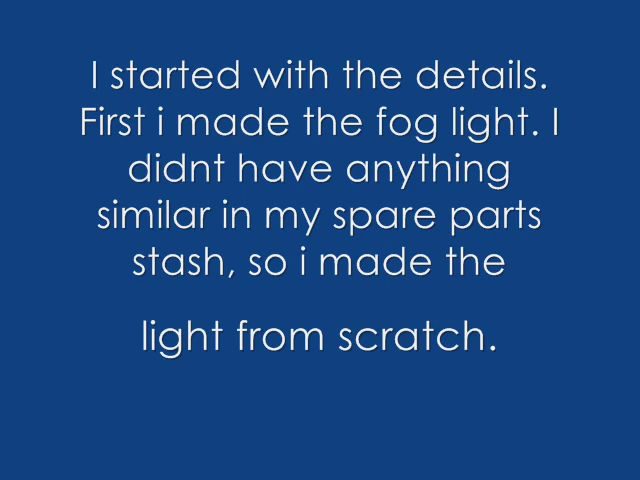 I started with the details.
First i made the fog light. I
didnt have anything
similar in my spare parts
stash, so i made the
light from scratch.